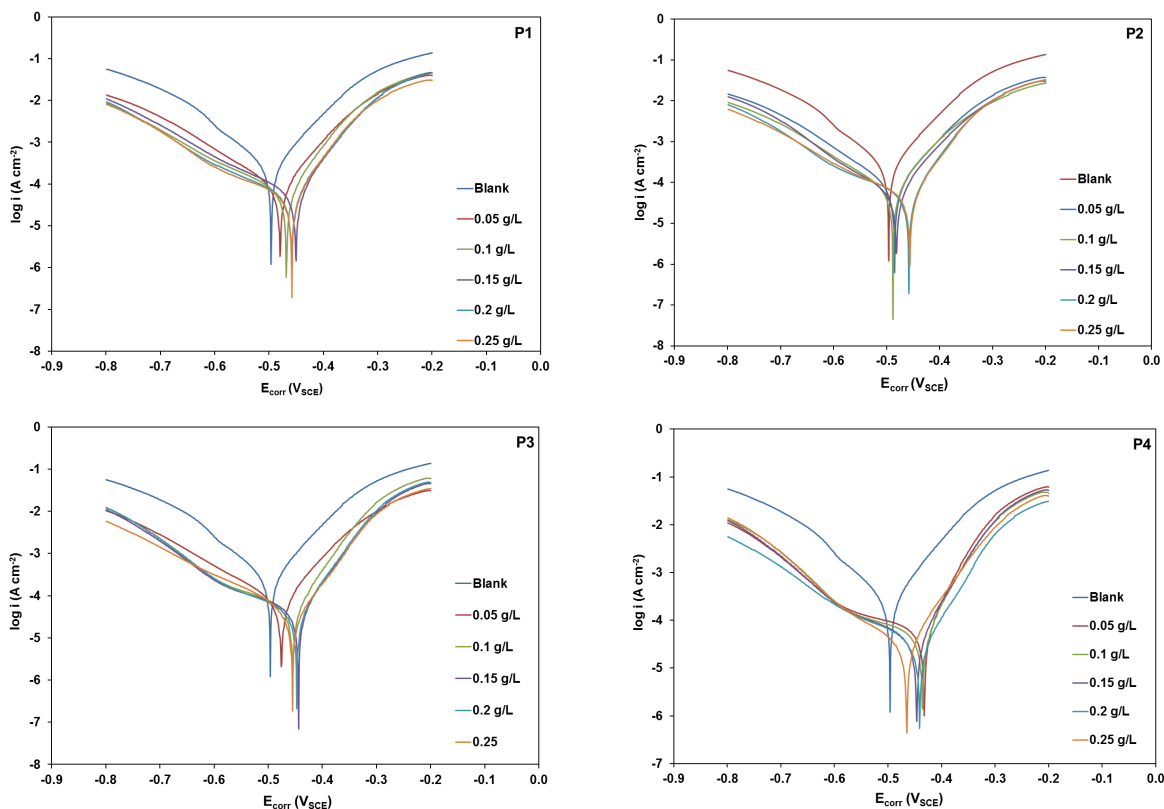 P1
0
-1
-2
-3
-4
-5
-6
-7
-8
log i (A cm-2)
-0.9 -0.8 -0.7 -0.6 -0.5 -0.4 -0.3 -0.2 -0.1 0.0
Ecorr (VSCE)
Blank
0.05 g/L
0.1 g/L
0.15 g/L
0.2 g/L
0.25 g/L
P2
0
-1
-2
-3
-4
-5
-6
-7
-8
log i (A cm-2)
-0.9 -0.8 -0.7 -0.6 -0.5 -0.4 -0.3 -0.2 -0.1 0.0
Ecorr (VSCE)
Blank
0.05 g/L
0.1 g/L
0.15 g/L
0.2 g/L
0.25 g/L
P3
0
-1
-2
-3
-4
-5
-6
-7
-8
log i (A cm-2)
-0.9 -0.8 -0.7 -0.6 -0.5 -0.4 -0.3 -0.2 -0.1 0.0
Ecorr (VSCE)
Blank
0.05 g/L
0.1 g/L
0.15 g/L
0.2 g/L
0.25
P4
0
-1
-2
-3
-4
-5
-6
-7
log i (A cm-2)
-0.9 -0.8 -0.7 -0.6 -0.5 -0.4 -0.3 -0.2 -0.1 0.0
Ecorr (VSCE)
Blank
0.05 g/L
0.1 g/L
0.15 g/L
0.2 g/L
0.25 g/L